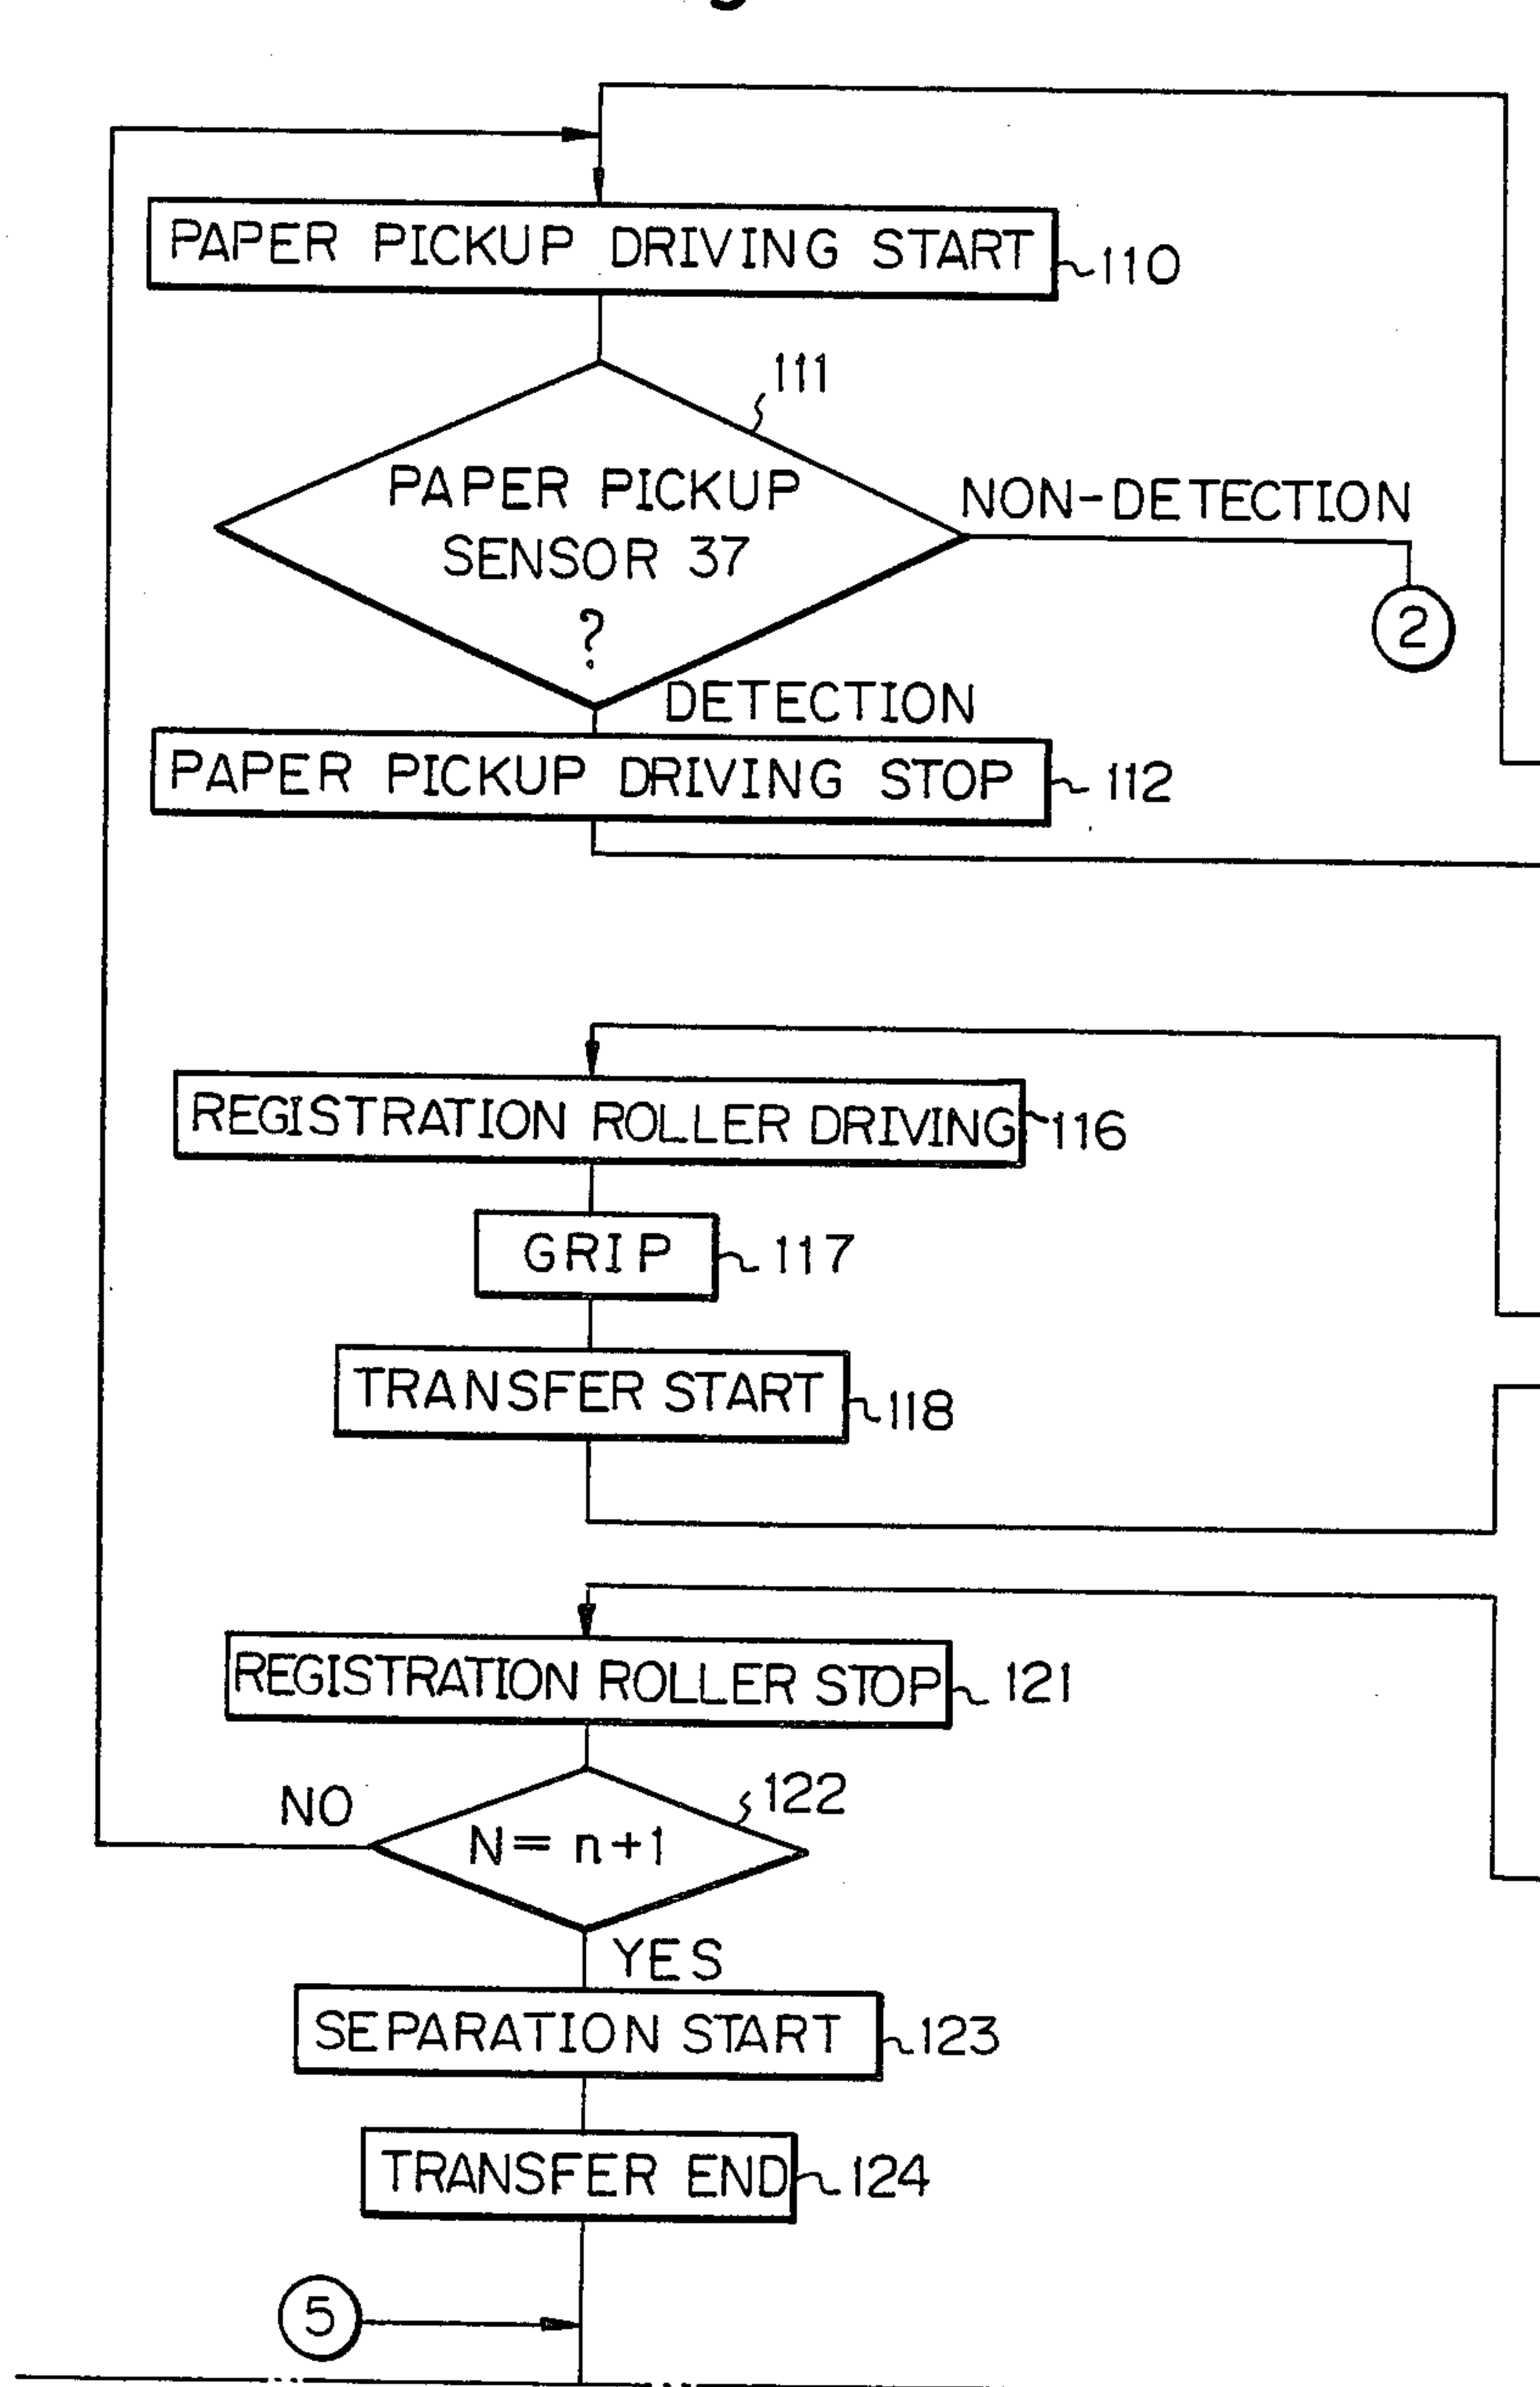 PAPER PICKUP DRIVING START
110
111
PAPER PICKUP
SENSOR 37
?
NON-DETECTION
2
DETECTION
PAPER PICKUP DRIVING STOP
112
REGISTRATION ROLLER DRIVING
116
GRIP
117
TRANSFER START
118
REGISTRATION ROLLER STOP
121
122
NO
N= n+1
YES
SEPARATION START
123
TRANSFER END
124
5